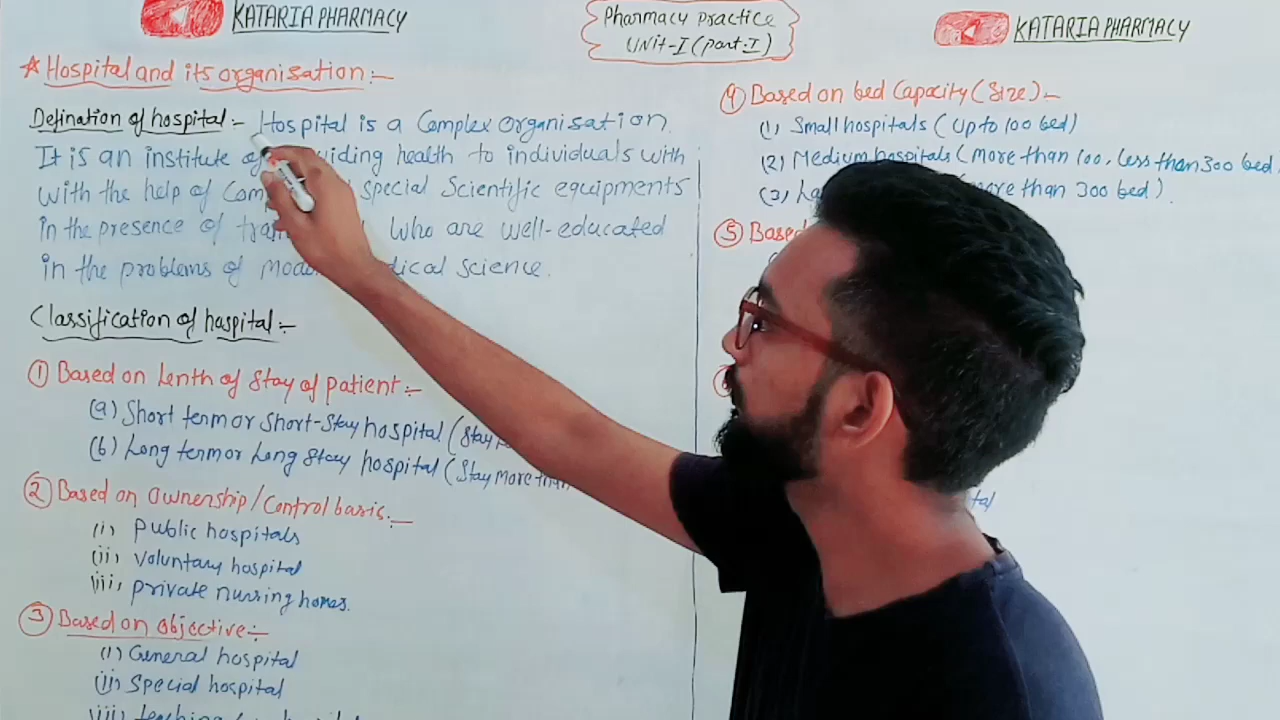 KATARIA PHARMACY
Pharmacy practice
UNit-I (part-I)
KATARIA PHARMACY
Hospital and its organisation:-
Defination of hospital:- Hospital is a Complex organisation.
It is an institute health to individuals with
with the help of special Scientific equipments
in the presence of who are well-educated
in the problems of science.
Classification of hospital:-
① Based on Lenth of Stay of patient:-
(a) Short term or Short-Stay hospital (Stay
(b) Long term or Long Stay hospital (Stay more than
② Based on Ownership/Control basis:-
(i) Public hospitals
(ii) Voluntary hospital
(iii) private nursing homes.
③ Based on objective:-
(i) General hospital
(ii) Special hospital
(iii) teaching
④ Based on bed Capacity (Size):-
(1) Small hospitals (up to 100 bed)
(2) Medium hospitals (more than 100, less than 300 bed)
(3) (more than 300 bed).
⑤ Based